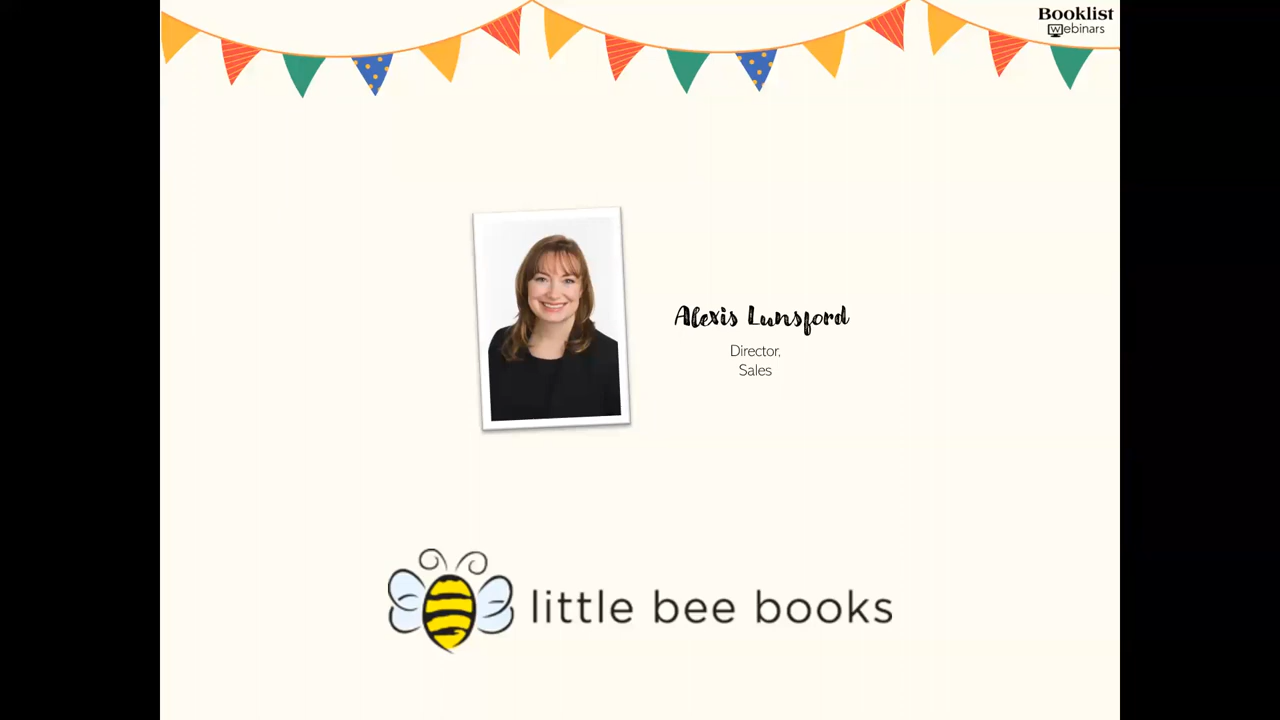 Booklist
Webinars
Alexis Lunsford
Director,
Sales
little bee books